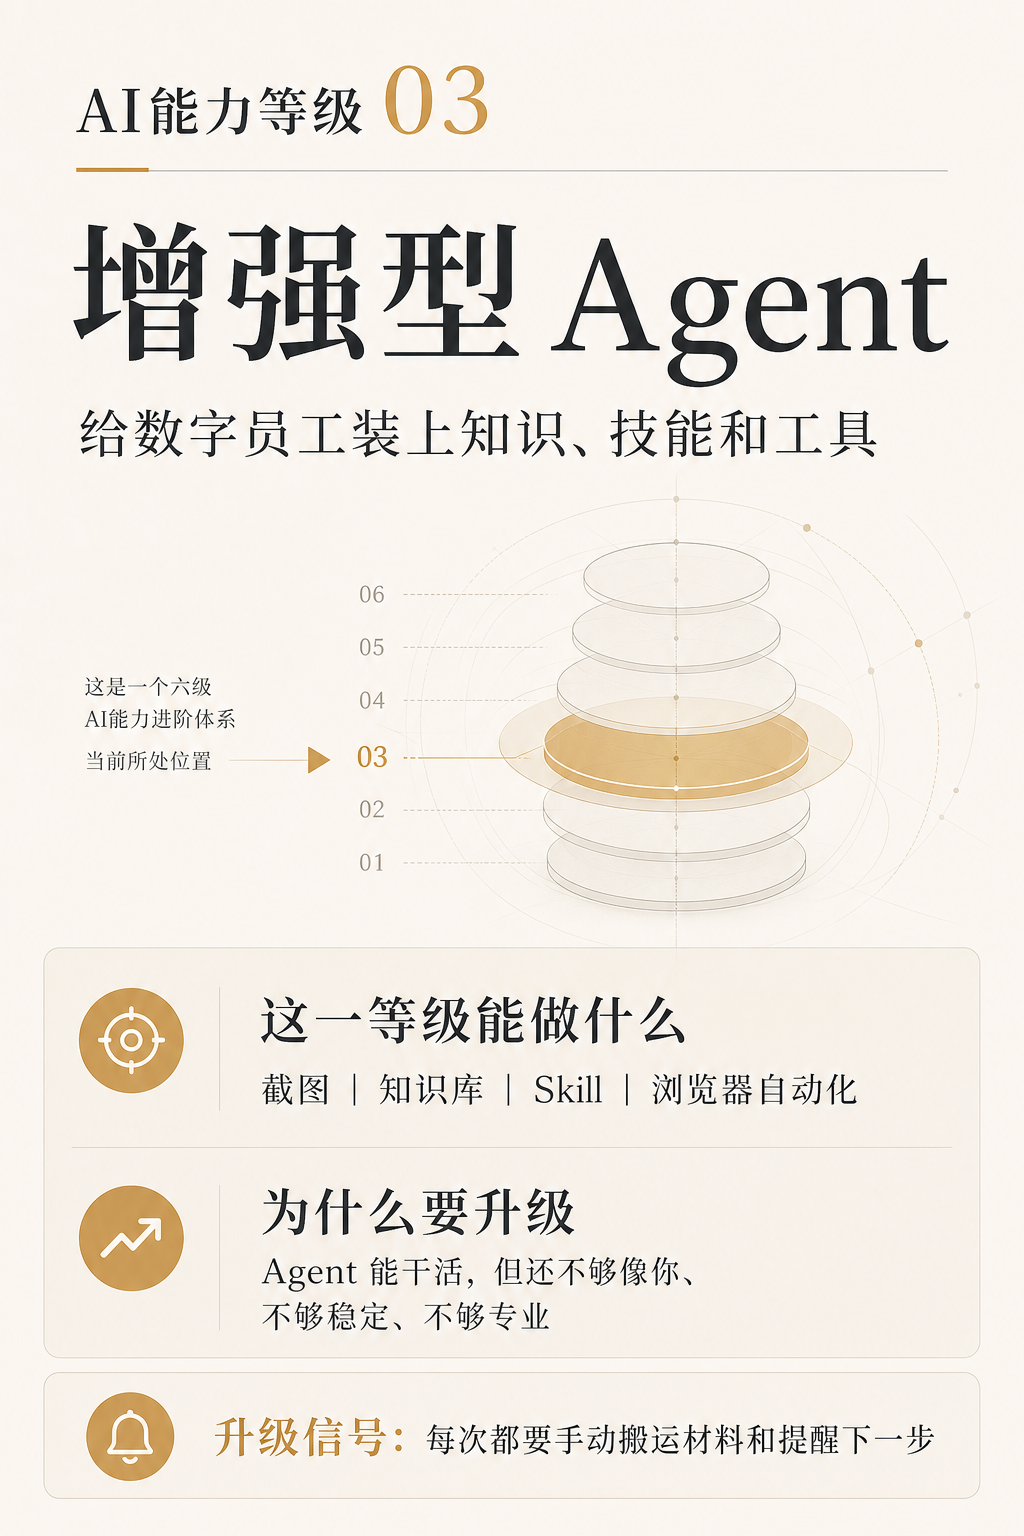 AI能力等级 03
增强型 Agent
给数字员工装上知识、技能和工具
06
05
这是一个六级
AI能力进阶体系
04
当前所处位置
03
02
01
这一等级能做什么
截图 | 知识库 | Skill | 浏览器自动化
为什么要升级
Agent 能干活，但还不够像你、
不够稳定、不够专业
升级信号：每次都要手动搬运材料和提醒下一步